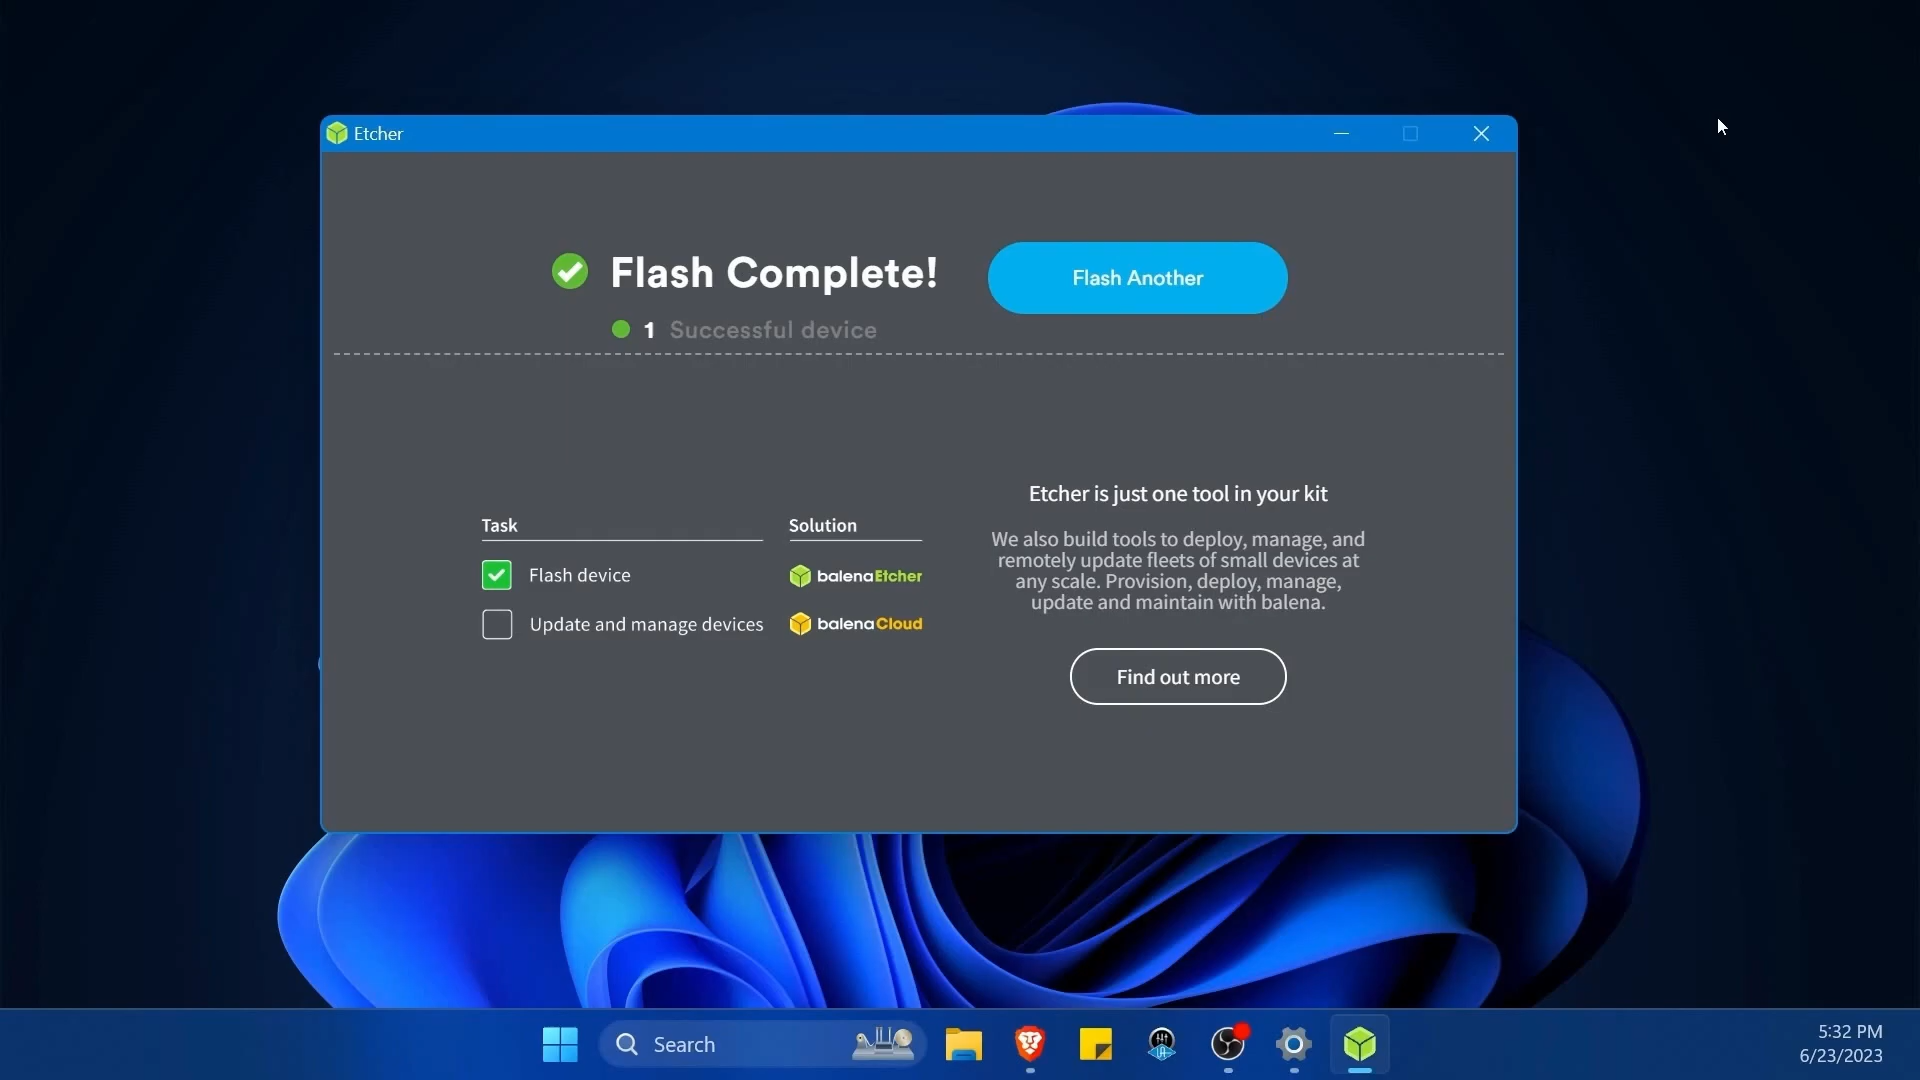 Etcher
Flash Complete!
Flash Another
1 Successful device
Etcher is just one tool in your kit
Task Solution
We also build tools to deploy, manage, and
remotely update fleets of small devices at
any scale. Provision, deploy, manage,
update and maintain with balena.
Flash device balenaEtcher
Update and manage devices balenaCloud
Find out more
Search
5:32 PM
6/23/2023